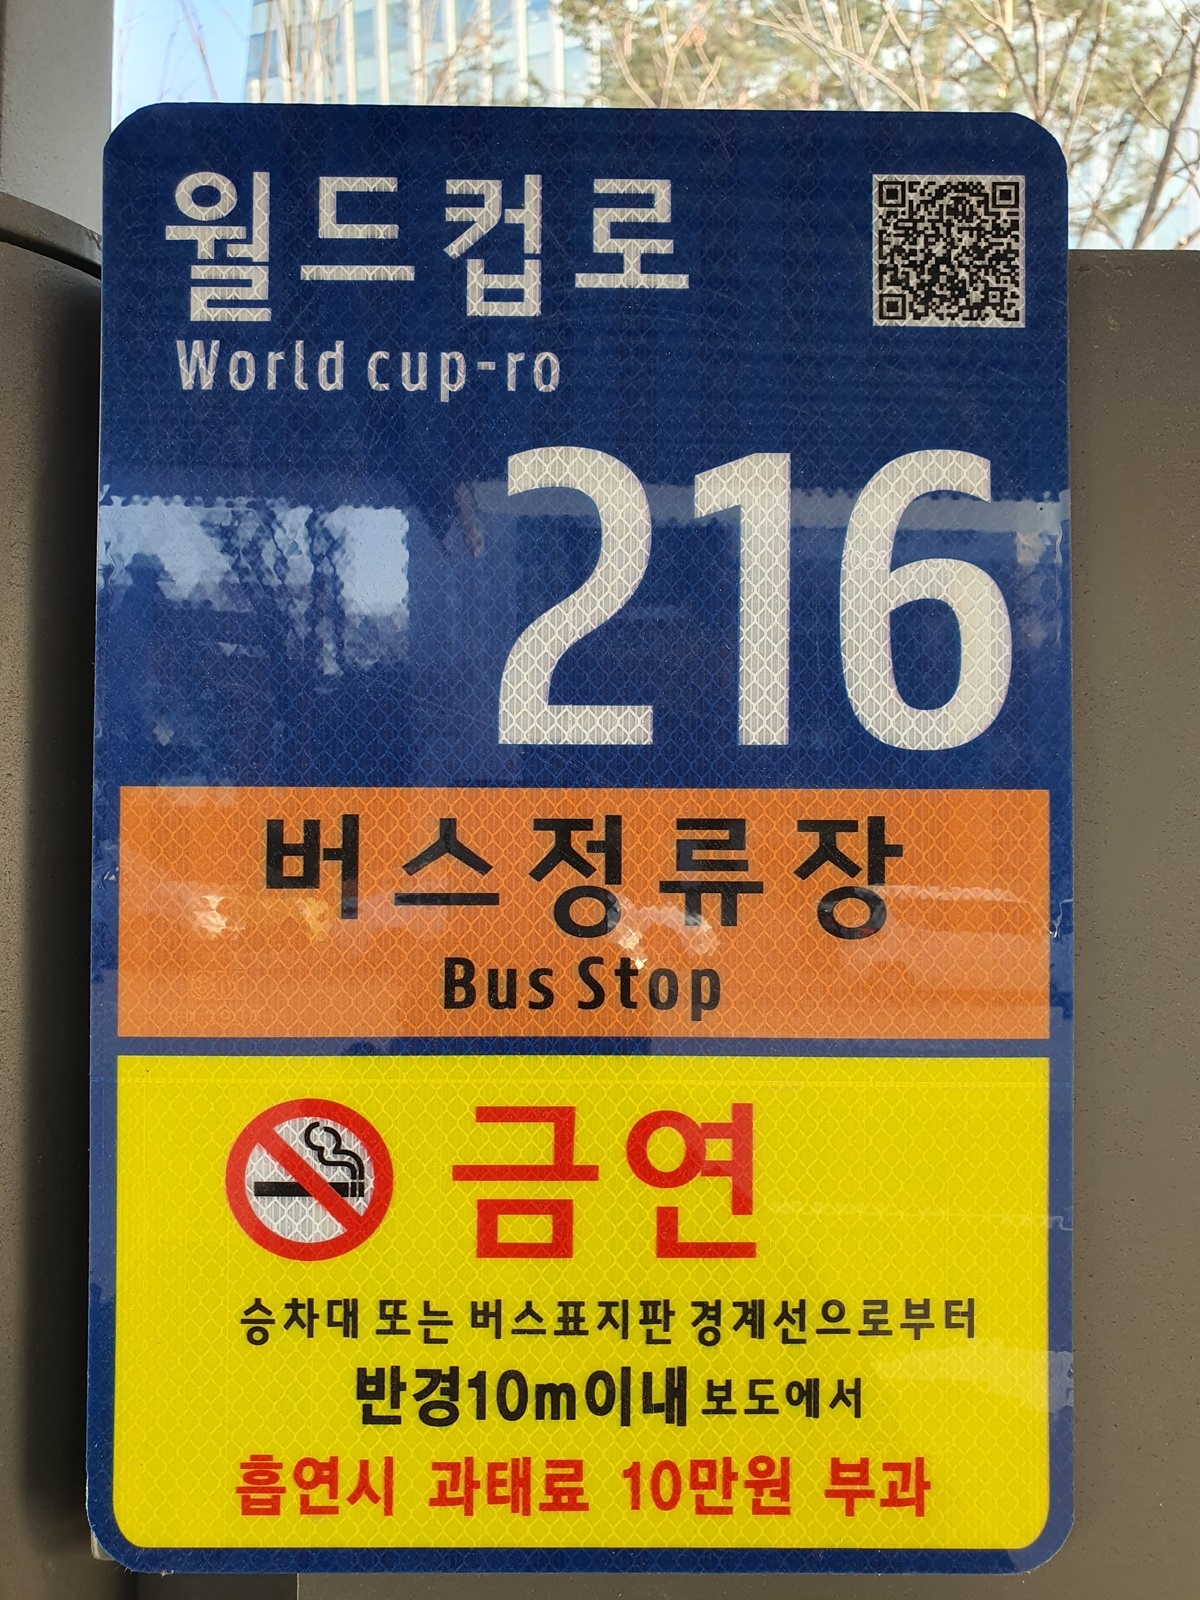 월드컵로
World cup-ro
216
버스정류장
Bus Stop
금연
승차대 또는 버스표지판 경계선으로부터
반경10m이내 보도에서
흡연시 과태료 10만원 부과